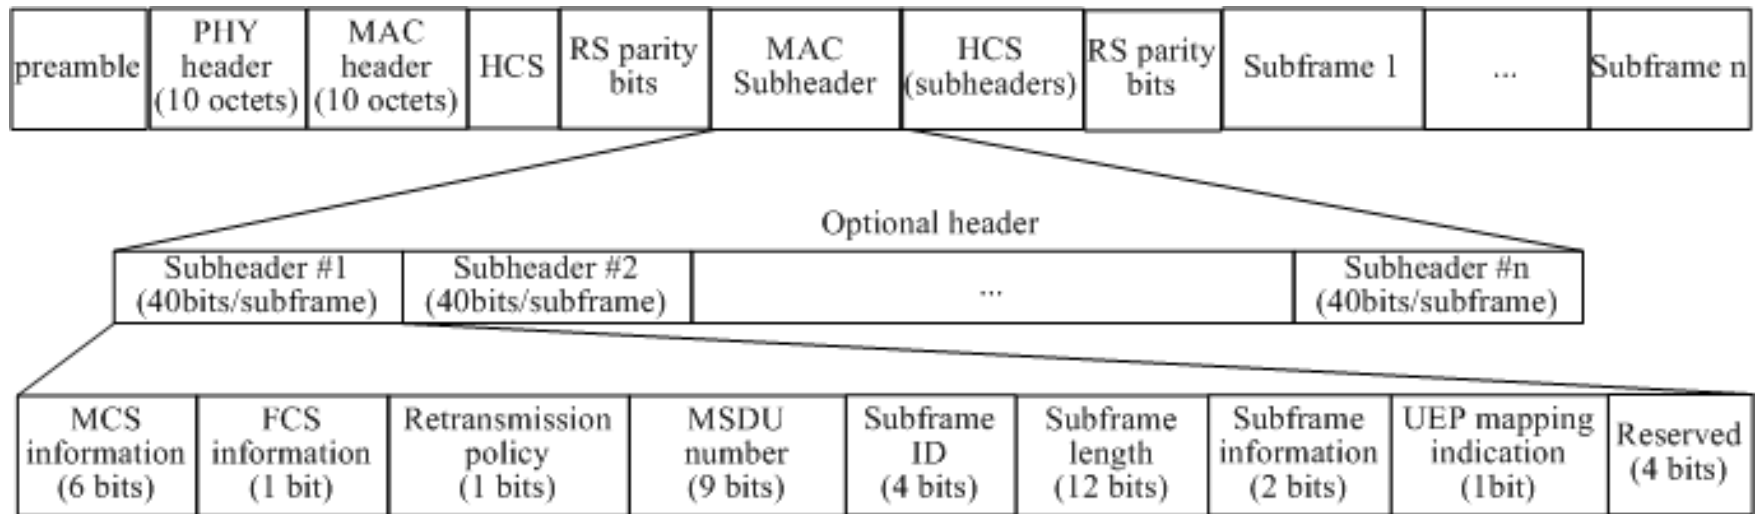 preamble
PHY
header
(10 octets)
MAC
header
(10 octets)
HCS
RS parity
bits
MAC
Subheader
HCS
(subheaders)
RS parity
bits
Subframe 1
...
Subframe n
Optional header
Subheader #1
(40bits/subframe)
Subheader #2
(40bits/subframe)
...
Subheader #n
(40bits/subframe)
MCS
information
(6 bits)
FCS
information
(1 bit)
Retransmission
policy
(1 bits)
MSDU
number
(9 bits)
Subframe
ID
(4 bits)
Subframe
length
(12 bits)
Subframe
information
(2 bits)
UEP mapping
indication
(1bit)
Reserved
(4 bits)